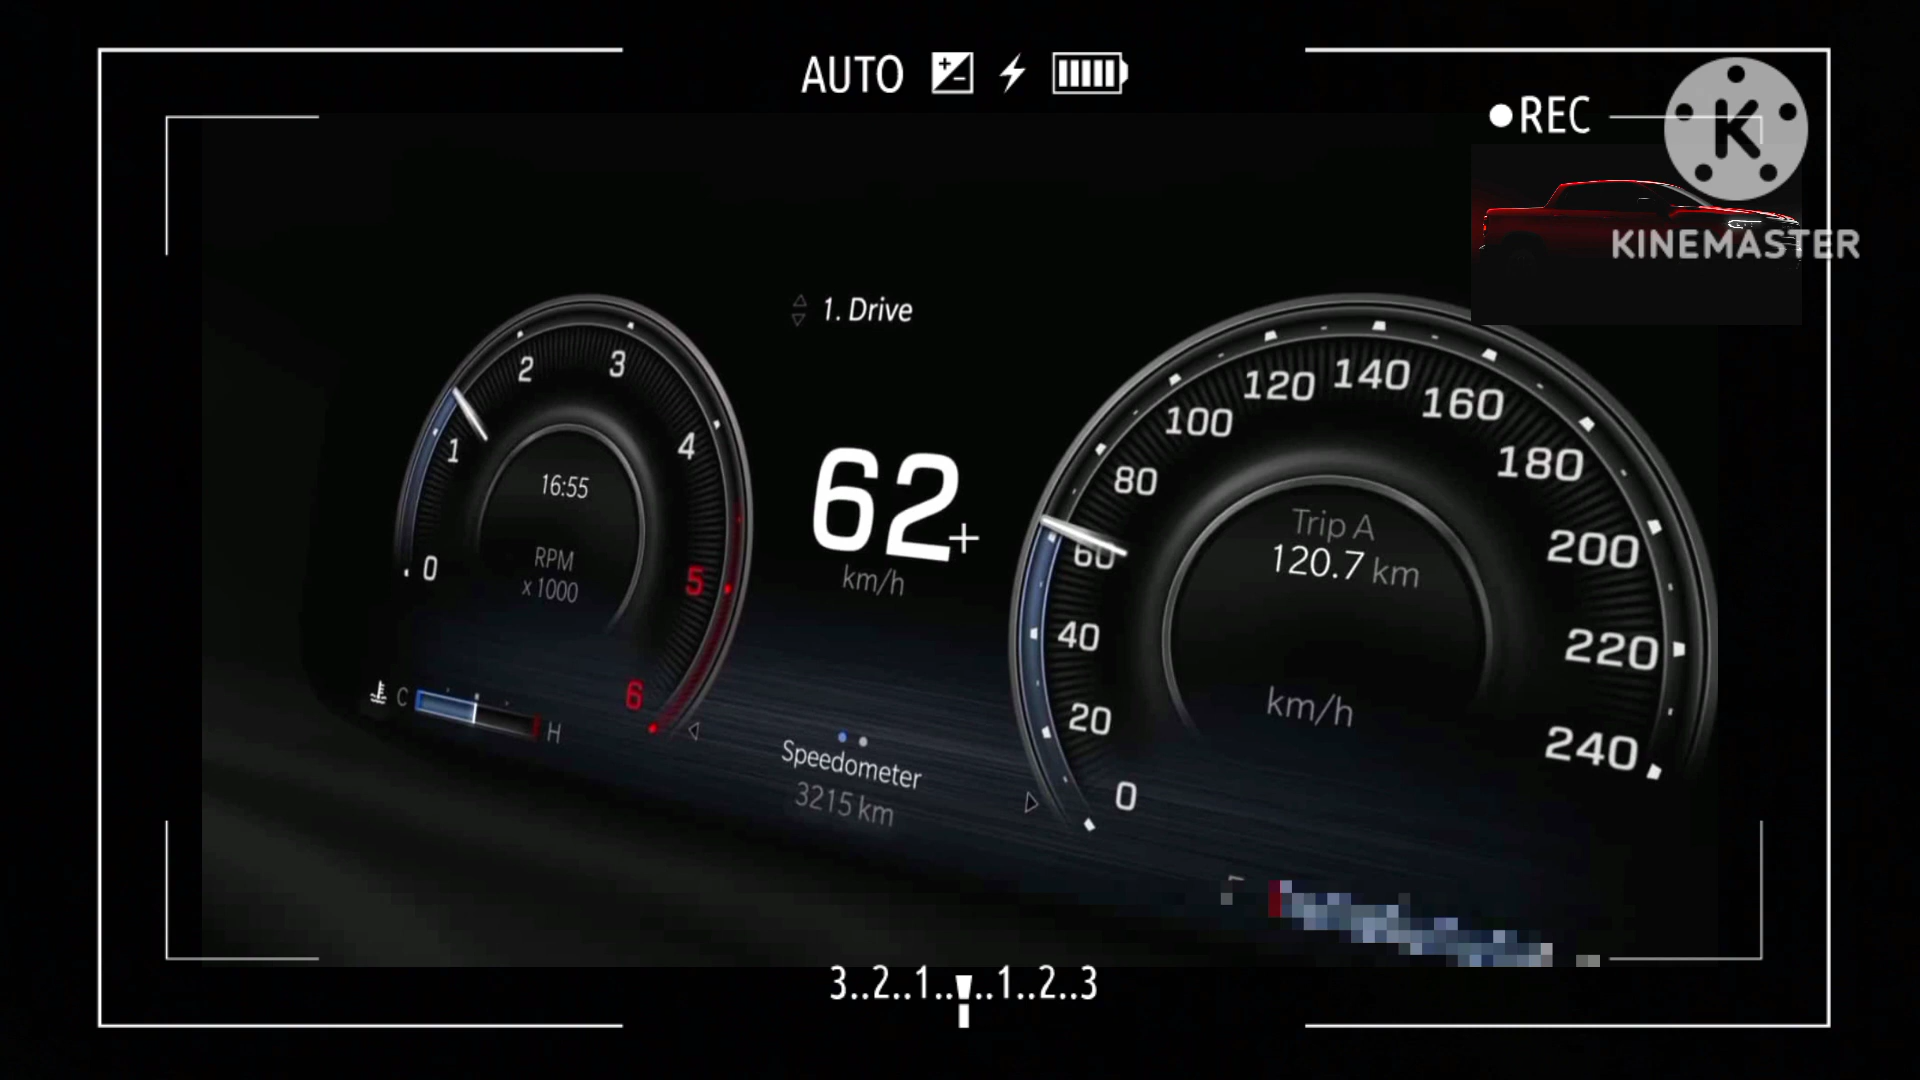 AUTO
REC
K
KINEMASTER
1. Drive
2 3
1 4
0 5
6
16:55
RPM
x 1000
62+
km/h
C H
Speedometer
3215 km
0
20
40
60
80
100
120
140
160
180
200
220
240
Trip A
120.7 km
km/h
3..2..1..
..1..2..3